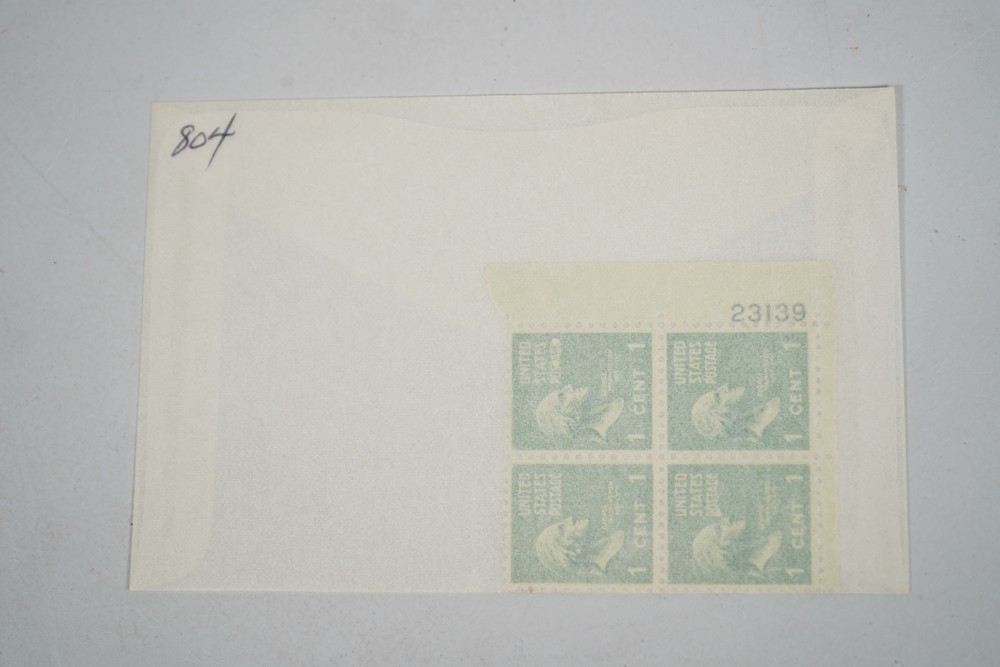 804
23139
UNITED
STATES
POSTAGE
1 CENT 1
UNITED
STATES
POSTAGE
1 CENT 1
UNITED
STATES
POSTAGE
1 CENT 1
UNITED
STATES
POSTAGE
1 CENT 1